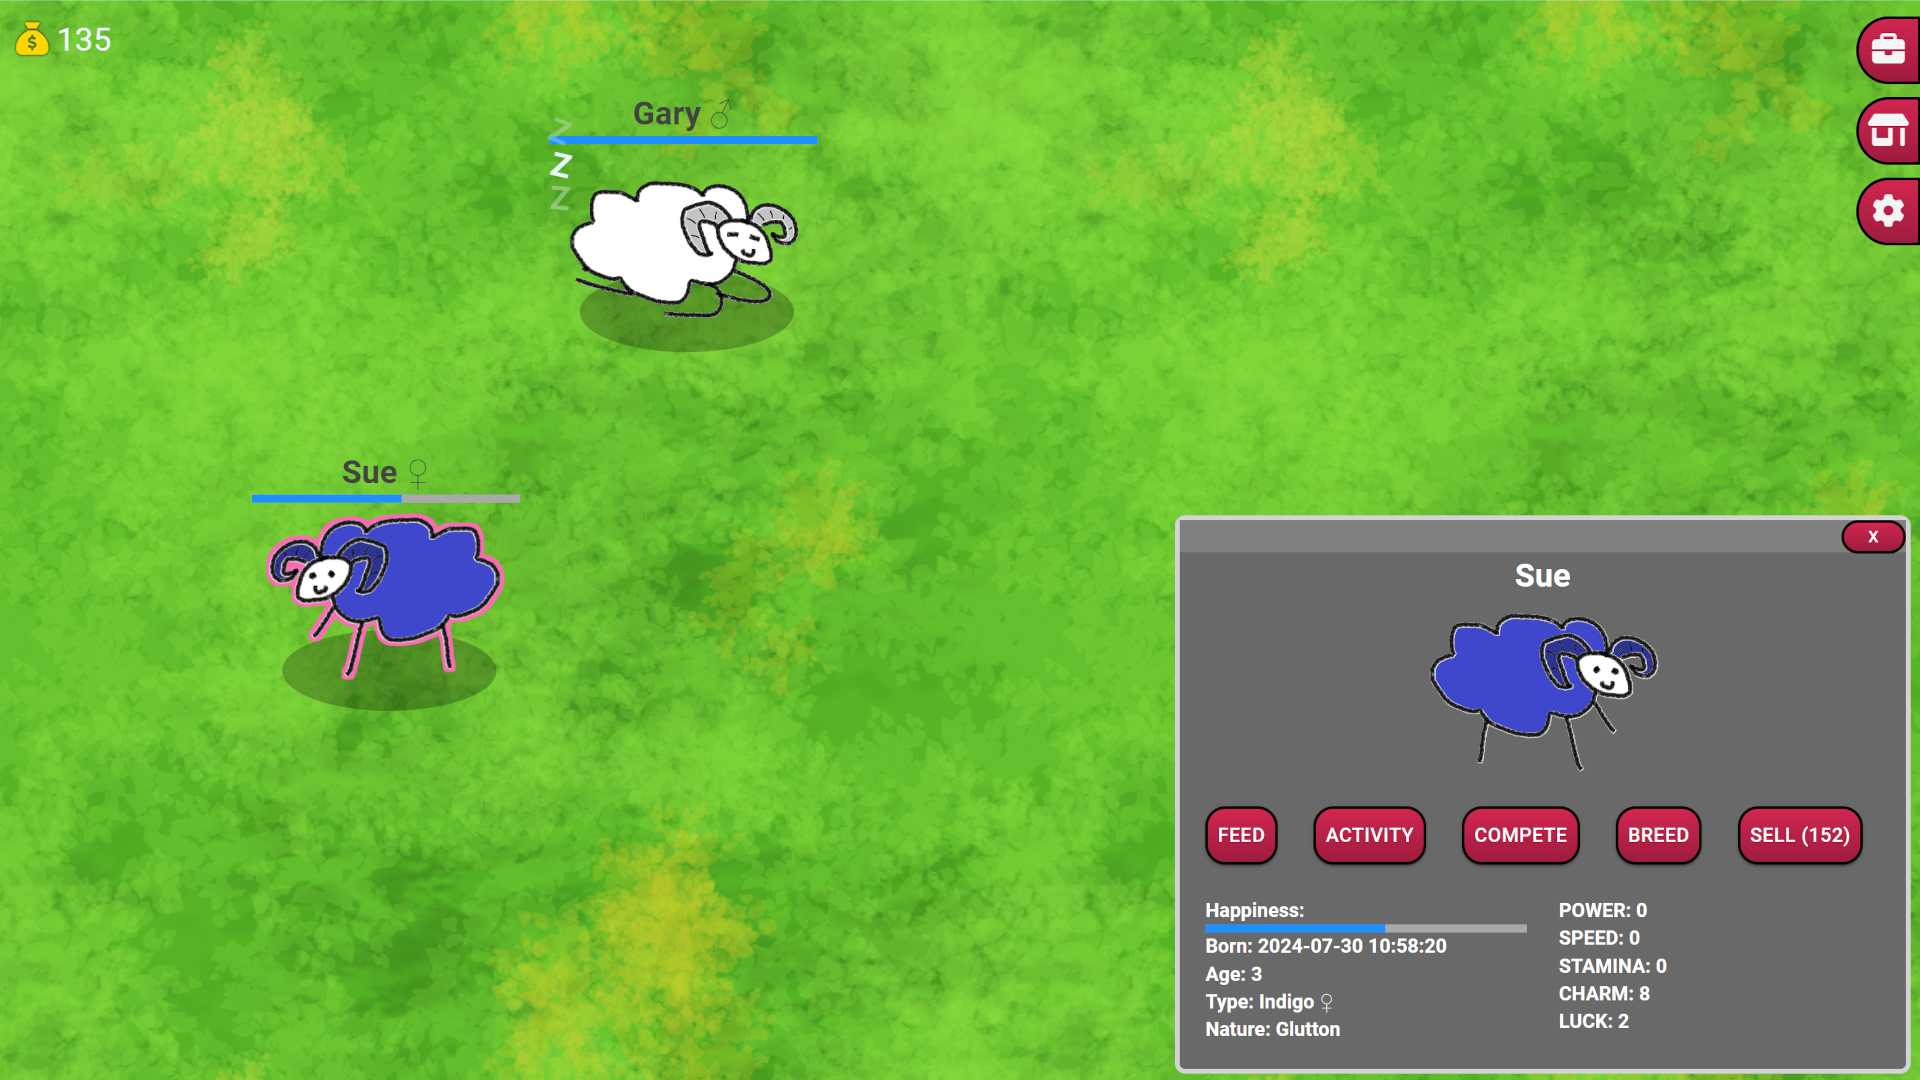 135
Gary ♂
Z
Z
Z
Sue ♀
X
Sue
FEED
ACTIVITY
COMPETE
BREED
SELL (152)
Happiness:
Born: 2024-07-30 10:58:20
Age: 3
Type: Indigo ♀
Nature: Glutton
POWER: 0
SPEED: 0
STAMINA: 0
CHARM: 8
LUCK: 2